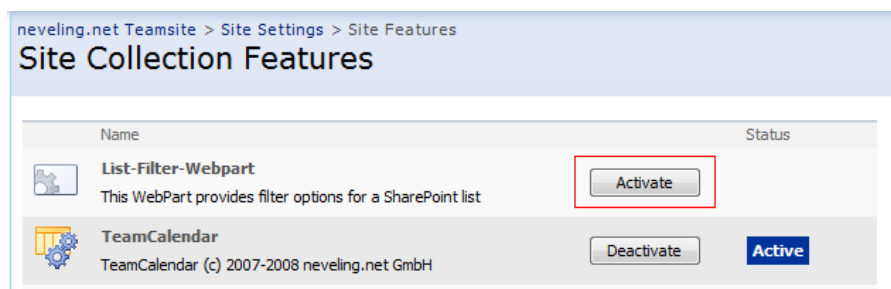 neveling.net Teamsite > Site Settings > Site Features
Site Collection Features
Name Status
List-Filter-Webpart
This WebPart provides filter options for a SharePoint list
Activate
TeamCalendar
TeamCalendar (c) 2007-2008 neveling.net GmbH
Deactivate
Active